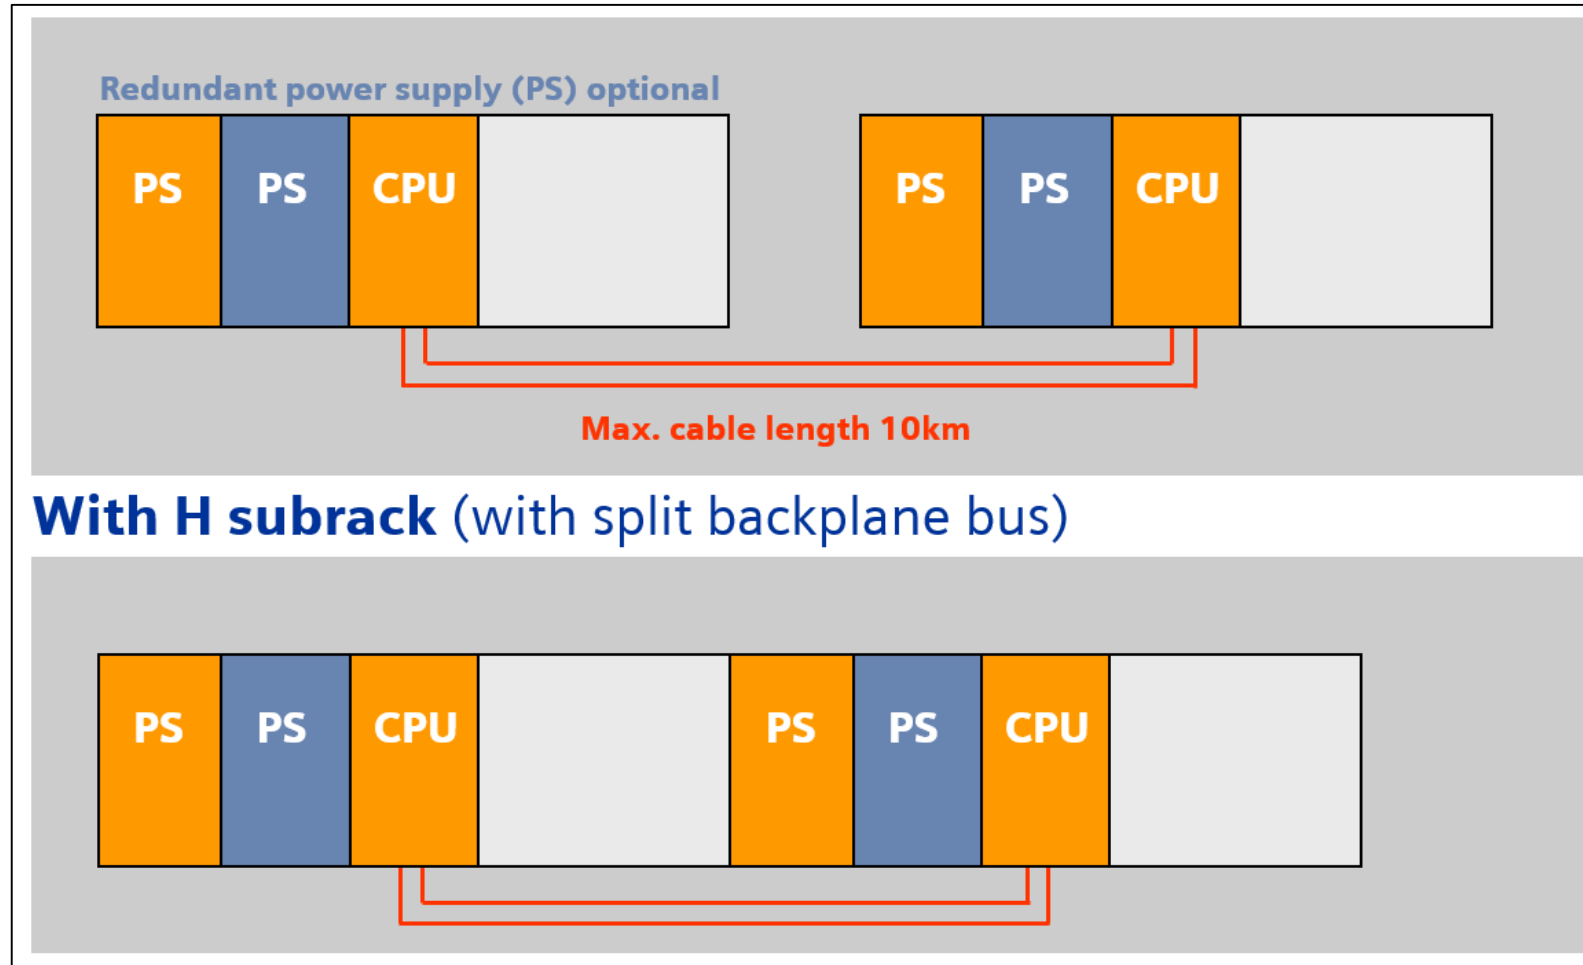 Redundant power supply (PS) optional
PS PS CPU PS PS CPU
Max. cable length 10km
With H subrack (with split backplane bus)
PS PS CPU PS PS CPU